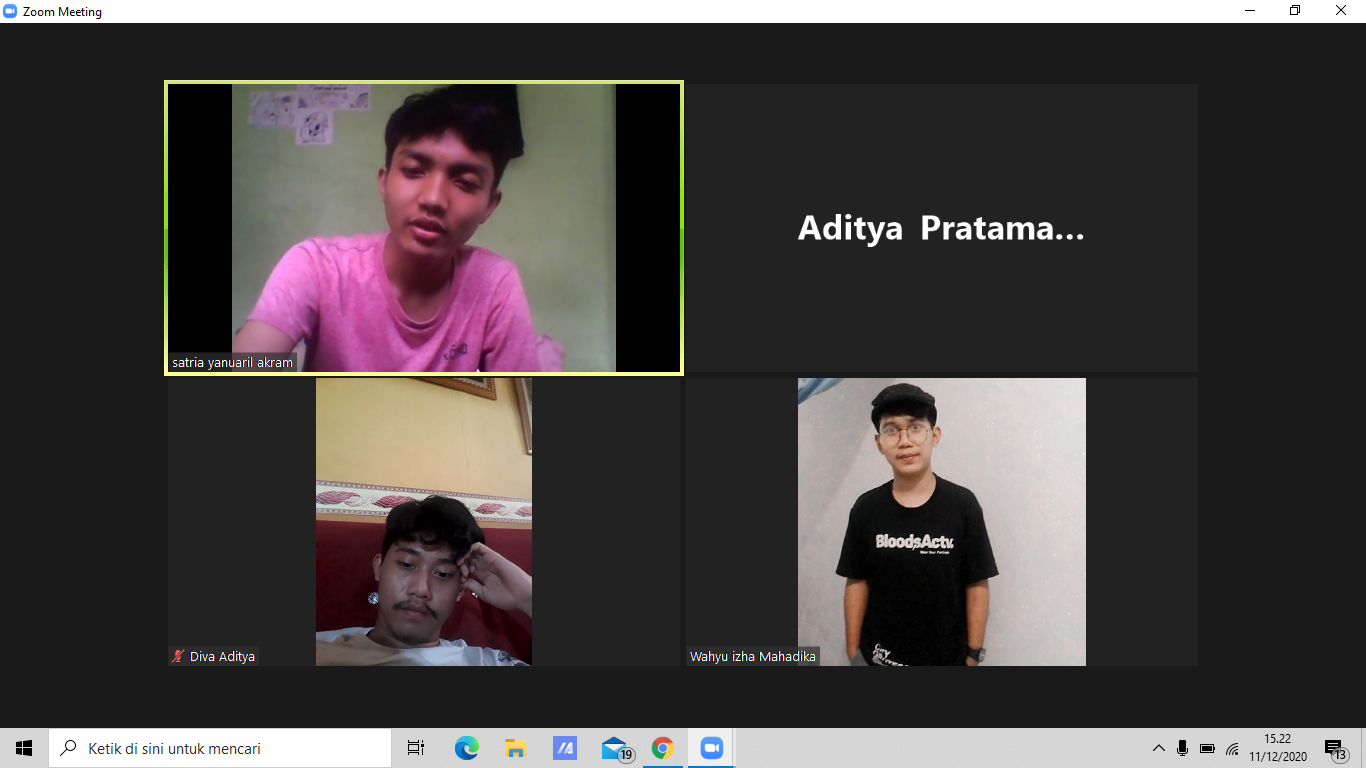 Zoom Meeting
Aditya Pratama...
satria yanuaril akram
BloodsActv.
Diva Aditya
Wahyu izha Mahadika
Ketik di sini untuk mencari
19
15.22
11/12/2020
13